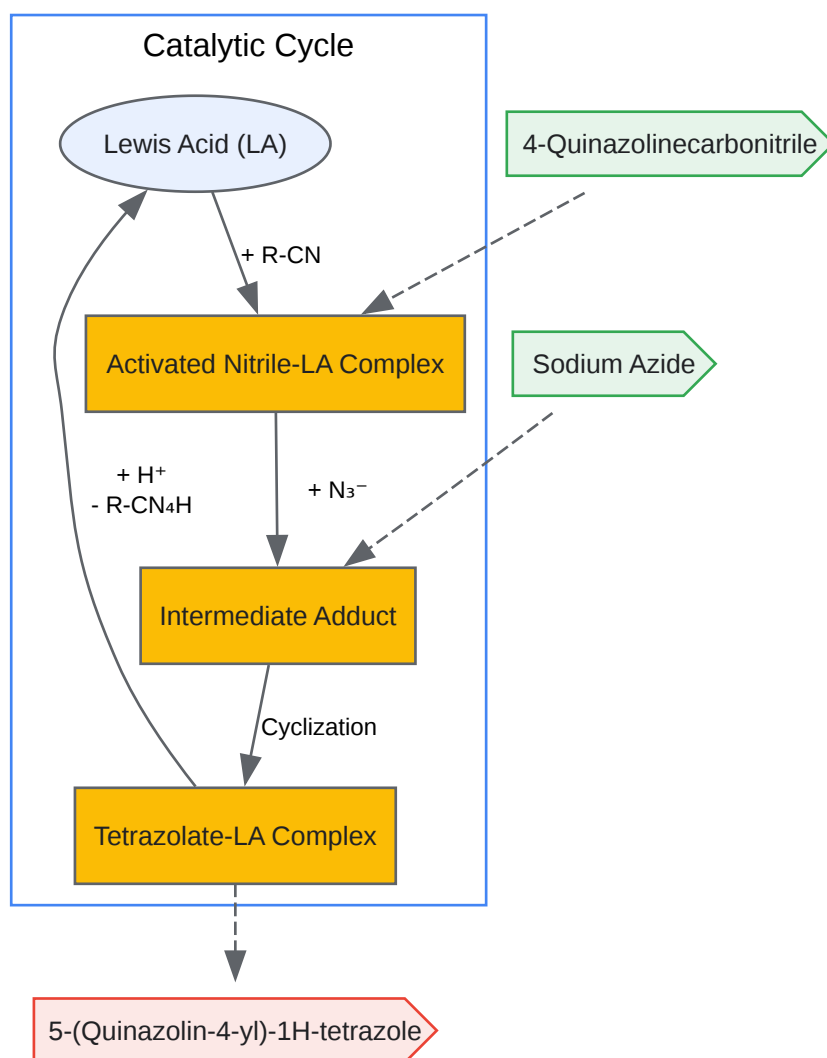 Catalytic Cycle
Lewis Acid (LA)
4-Quinazolinecarbonitrile
+ R-CN
Activated Nitrile-LA Complex
Sodium Azide
+ H⁺
- R-CN₄H
+ N₃⁻
Intermediate Adduct
Cyclization
Tetrazolate-LA Complex
5-(Quinazolin-4-yl)-1H-tetrazole